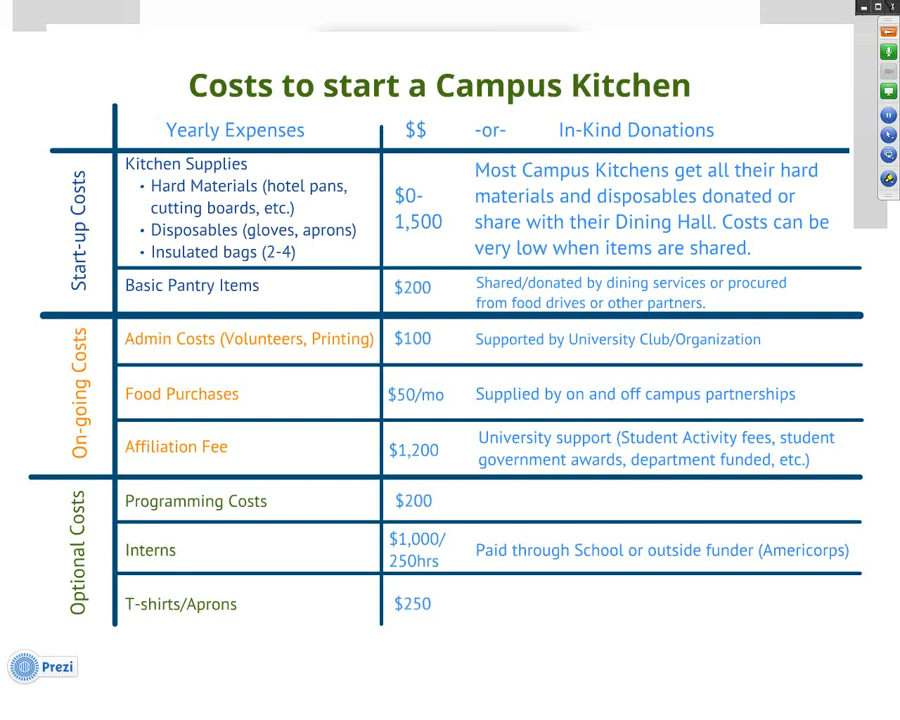 Costs to start a Campus Kitchen
Yearly Expenses $$ -or- In-Kind Donations
Start-up Costs
Kitchen Supplies
• Hard Materials (hotel pans,
cutting boards, etc.)
• Disposables (gloves, aprons)
• Insulated bags (2-4)
$0-
1,500
Most Campus Kitchens get all their hard
materials and disposables donated or
share with their Dining Hall. Costs can be
very low when items are shared.
Basic Pantry Items
$200
Shared/donated by dining services or procured
from food drives or other partners.
On-going Costs
Admin Costs (Volunteers, Printing)
$100
Supported by University Club/Organization
Food Purchases
$50/mo
Supplied by on and off campus partnerships
Affiliation Fee
$1,200
University support (Student Activity fees, student
government awards, department funded, etc.)
Optional Costs
Programming Costs
$200
Interns
$1,000/
250hrs
Paid through School or outside funder (Americorps)
T-shirts/Aprons
$250
Prezi